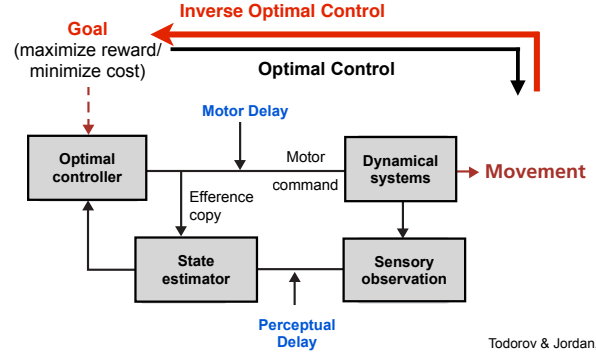 Inverse Optimal Control
Goal
(maximize reward/
minimize cost)
Optimal Control
Motor Delay
Optimal
controller
Motor
command
Dynamical
systems
Movement
Efference
copy
State
estimator
Sensory
observation
Perceptual
Delay
Todorov & Jordan